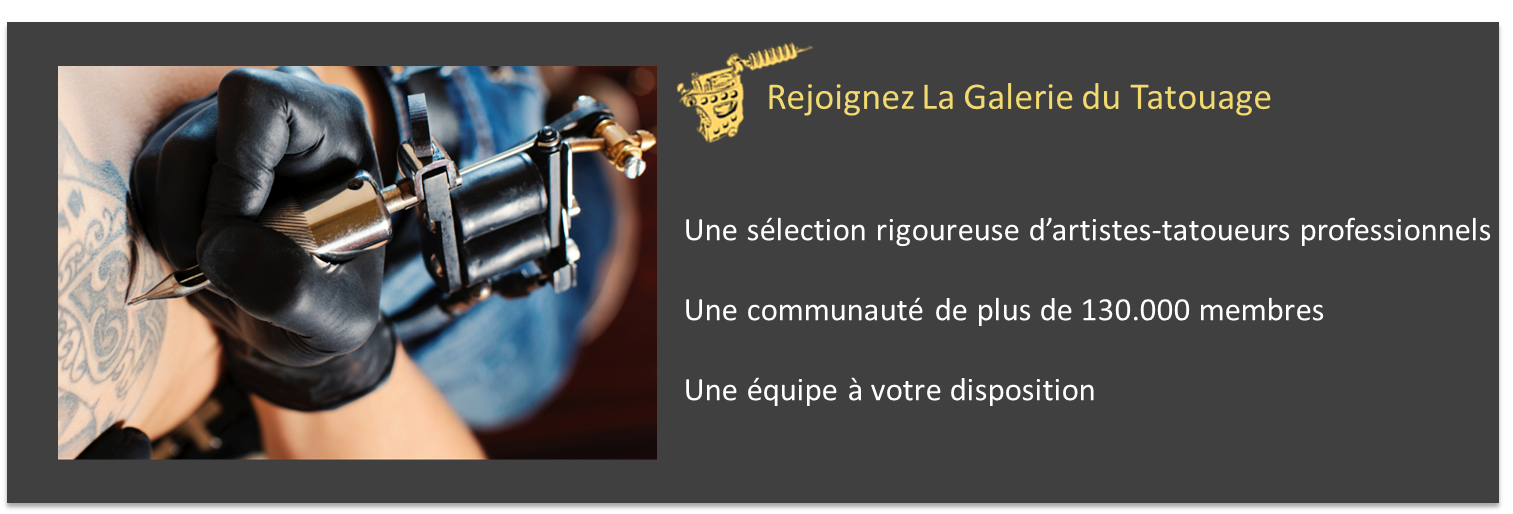 Rejoignez La Galerie du Tatouage
Une sélection rigoureuse d’artistes-tatoueurs professionnels
Une communauté de plus de 130.000 membres
Une équipe à votre disposition